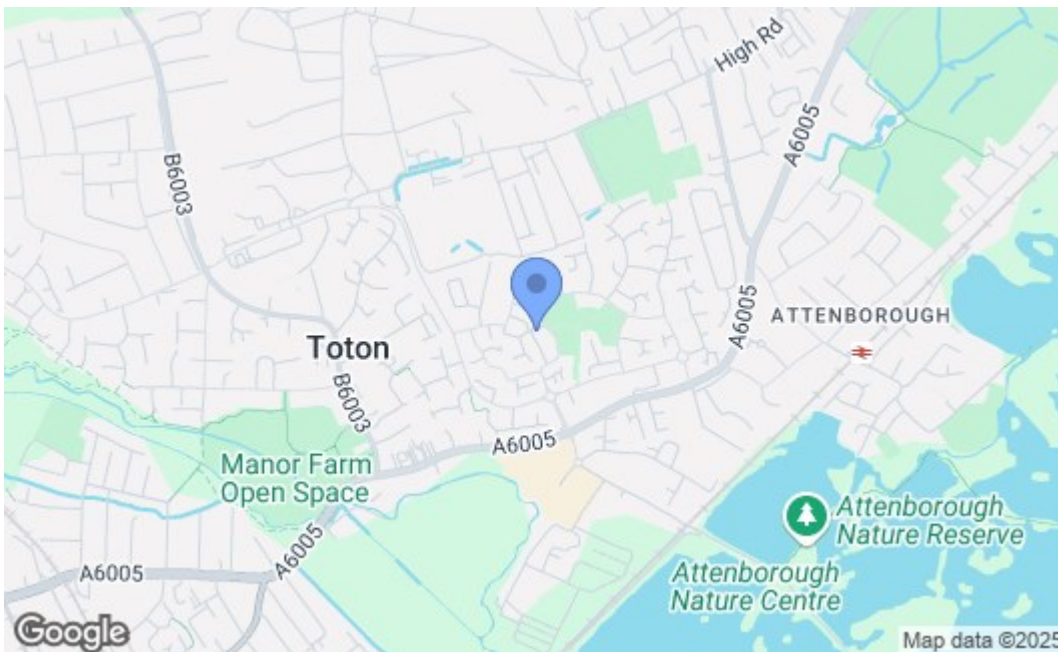 High Rd
A6005
B6003
ATTENBOROUGH
A6005
Toton
B6003
A6005
Manor Farm
Open Space
Attenborough
Nature Reserve
A6005
A6005
Attenborough
Nature Centre
Google
Map data ©2025